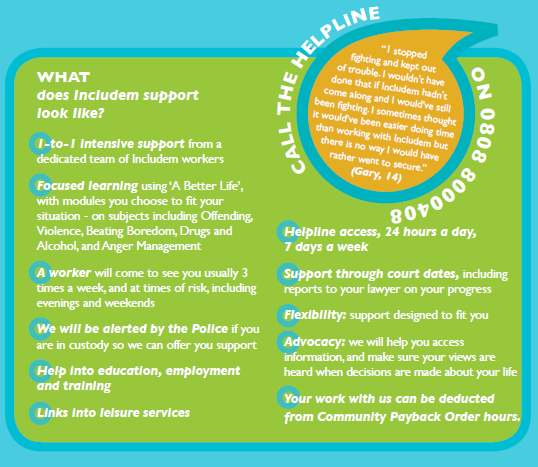 CALL THE HELPLINE
ON 0808 8000408
"I stopped
fighting and kept out
of trouble. I wouldn't have
done that if Includem hadn't
come along and I would've still
been fighting. I sometimes thought
it would've been easier doing time
than working with Includem but
there is no way I would have
rather went to secure."
(Gary, 14)
WHAT
does Includem support
look like?
1-to-1 intensive support from a
dedicated team of Includem workers
Focused learning using 'A Better Life',
with modules you choose to fit your
situation - on subjects including Offending,
Violence, Beating Boredom, Drugs and
Alcohol, and Anger Management
A worker will come to see you usually 3
times a week, and at times of risk, including
evenings and weekends
We will be alerted by the Police if you
are in custody so we can offer you support
Help into education, employment
and training
Links into leisure services
Helpline access, 24 hours a day,
7 days a week
Support through court dates, including
reports to your lawyer on your progress
Flexibility: support designed to fit you
Advocacy: we will help you access
information, and make sure your views are
heard when decisions are made about your life
Your work with us can be deducted
from Community Payback Order hours.